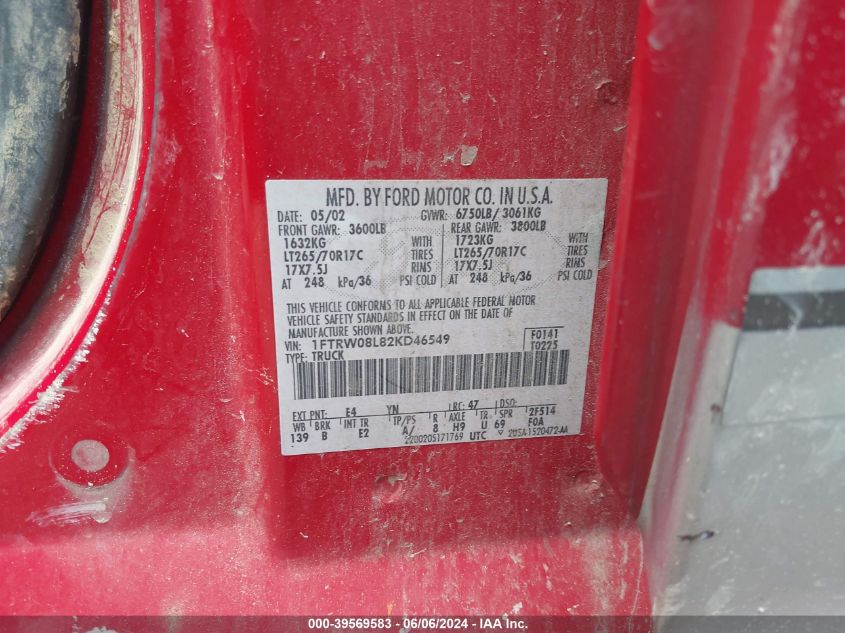 MFD. BY FORD MOTOR CO. IN U.S.A.
DATE: 05/02 GVWR: 6750LB/ 3061KG
FRONT GAWR: 3600LB REAR GAWR: 3800LB
1632KG WITH 1723KG WITH
LT265/70R17C TIRES LT265/70R17C TIRES
17X7.5J RIMS 17X7.5J RIMS
AT 248 kPa/36 PSI COLD AT 248 kPa/36 PSI COLD
THIS VEHICLE CONFORMS TO ALL APPLICABLE FEDERAL MOTOR
VEHICLE SAFETY STANDARDS IN EFFECT ON THE DATE OF
MANUFACTURE SHOWN ABOVE.
VIN: 1FTRW08L82KD46549 F0141
TYPE: TRUCK T0225
EXT PNT: E4 YN RC: 47 DSO:
WB BRK INT TR TP/PS R AXLE TR SPR 2F514
139 B E2 A/ 8 H9 U 69 F0A
2200205171769 UTC
000-39569583 - 06/06/2024 - IAA Inc.